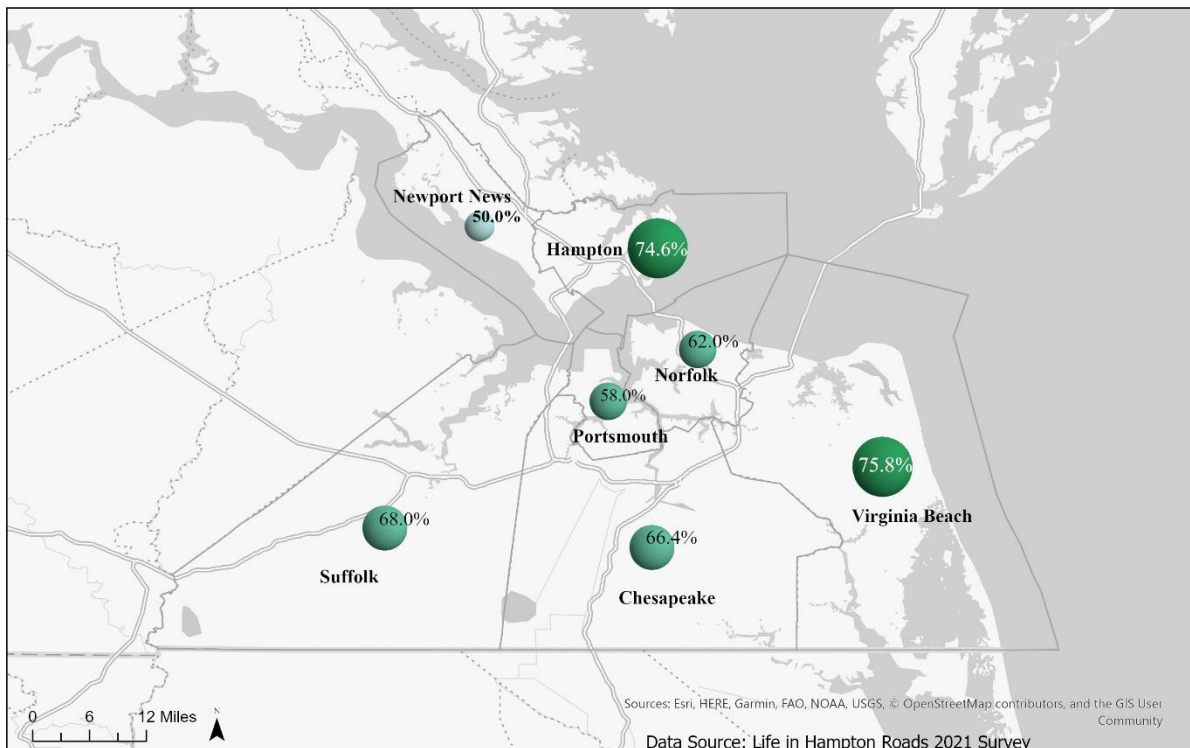 Newport News
50.0%
Hampton
74.6%
62.0%
Norfolk
58.0%
Portsmouth
75.8%
Virginia Beach
68.0%
Suffolk
66.4%
Chesapeake
0 6 12 Miles
N
Sources: Esri, HERE, Garmin, FAO, NOAA, USGS, © OpenStreetMap contributors, and the GIS User
Community
Data Source: Life in Hampton Roads 2021 Survey